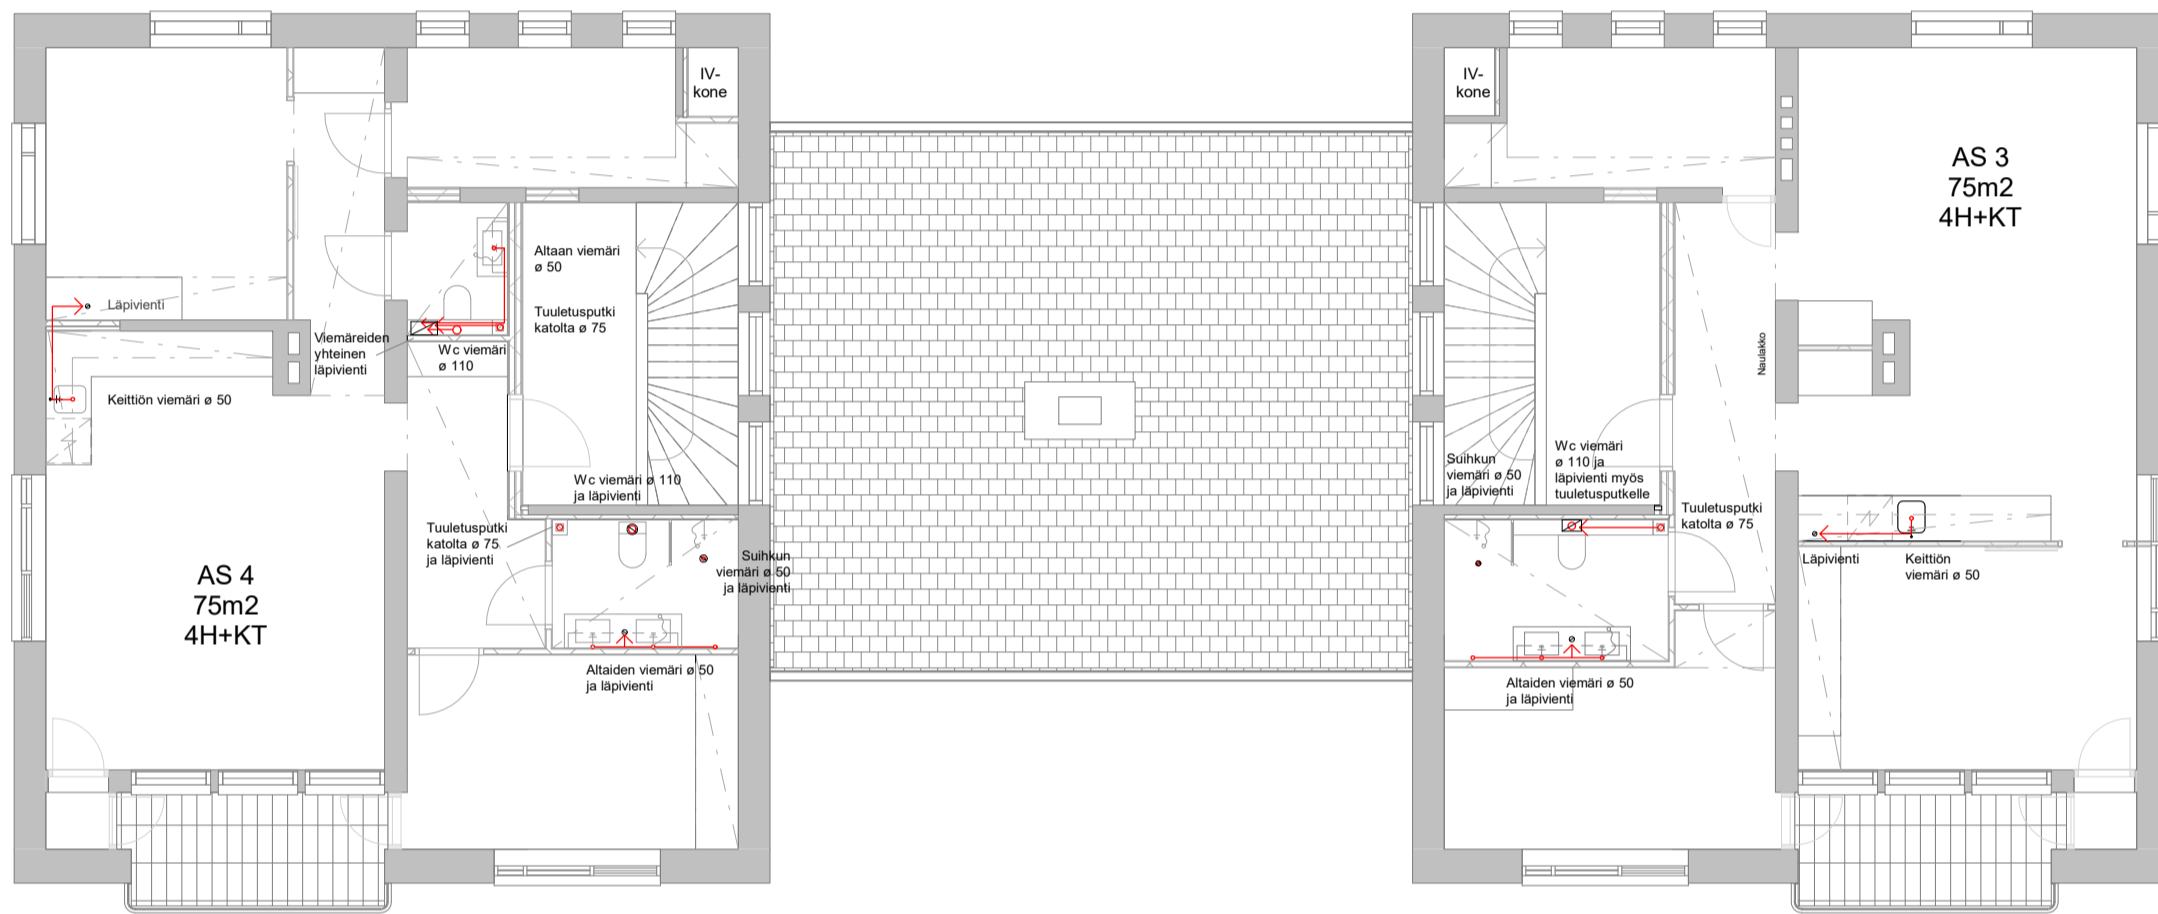 IV-
kone
IV-
kone
AS 3
75m2
4H+KT
Altaan viemäri
ø 50
Läpivienti
Tuuletusputki
katolta ø 75
Viemäreiden
yhteinen
läpivienti
Wc viemäri
ø 110
Naulakko
Keittiön viemäri ø 50
Wc viemäri ø 110
ja läpivienti
Suihkun
viemäri ø 50
ja läpivienti
Wc viemäri
ø 110 ja
läpivienti myös
tuuletusputkelle
Tuuletusputki
katolta ø 75
Tuuletusputki
katolta ø 75
ja läpivienti
Suihkun
viemäri ø 50
ja läpivienti
Läpivienti
Keittiön
viemäri ø 50
AS 4
75m2
4H+KT
Altaiden viemäri ø 50
ja läpivienti
Altaiden viemäri ø 50
ja läpivienti